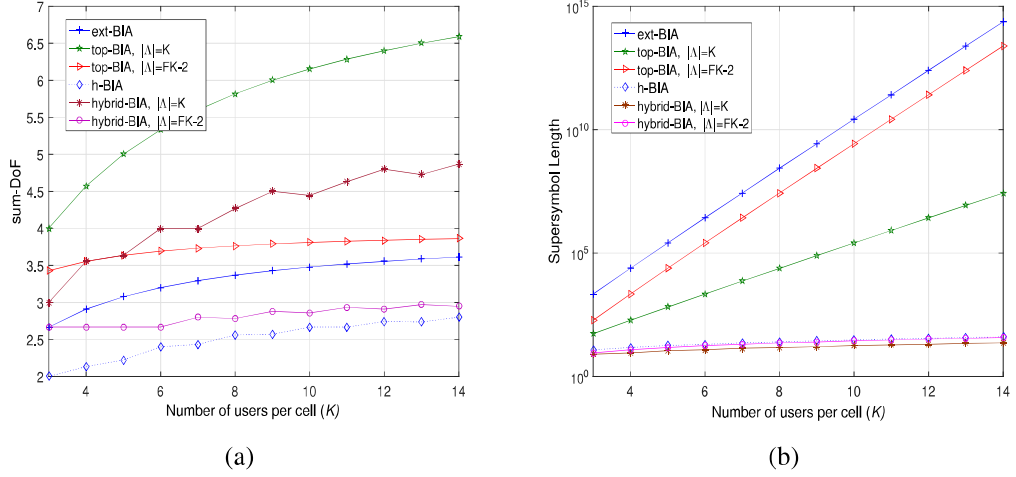 (a)
7
6.5
6
5.5
5
4.5
4
3.5
3
2.5
2
sum-DoF
ext-BIA
top-BIA, |Λ|=K
top-BIA, |Λ|=FK-2
h-BIA
hybrid-BIA, |Λ|=K
hybrid-BIA, |Λ|=FK-2
4 6 8 10 12 14
Number of users per cell (K)
(a)
10^15
10^10
10^5
10^0
Supersymbol Length
ext-BIA
top-BIA, |Λ|=K
top-BIA, |Λ|=FK-2
h-BIA
hybrid-BIA, |Λ|=K
hybrid-BIA, |Λ|=FK-2
4 6 8 10 12 14
Number of users per cell (K)
(b)